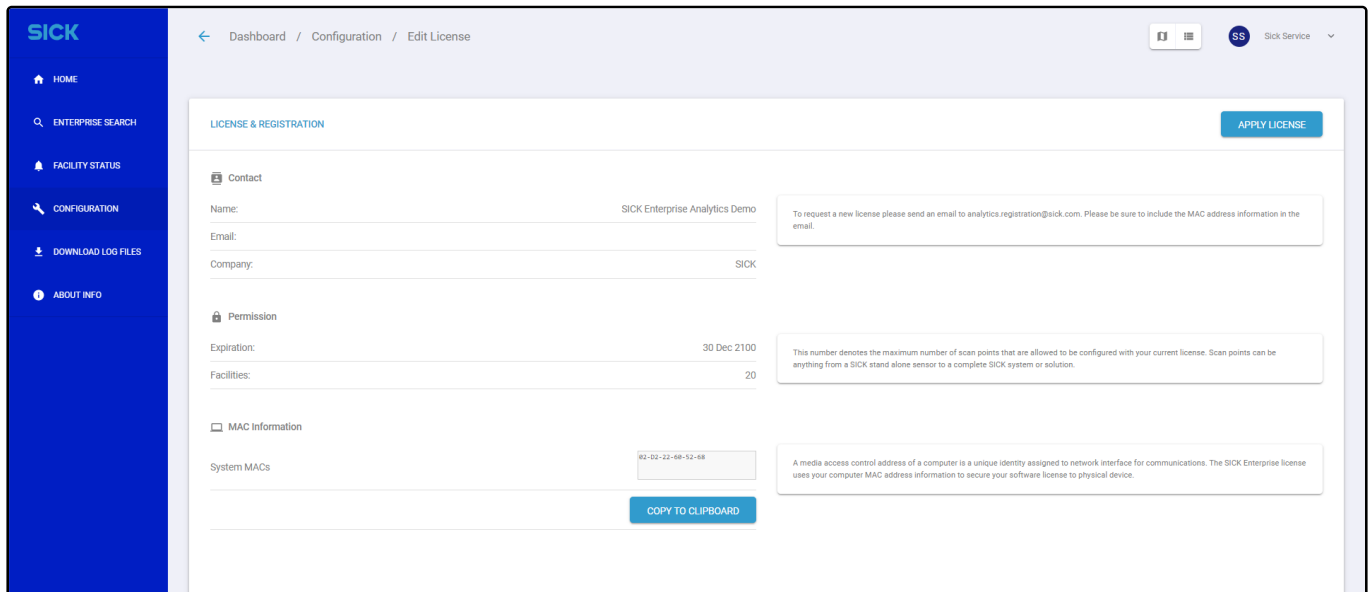 SICK
Dashboard / Configuration / Edit License
SS
Sick Service
HOME
ENTERPRISE SEARCH
FACILITY STATUS
CONFIGURATION
DOWNLOAD LOG FILES
ABOUT INFO
LICENSE & REGISTRATION
APPLY LICENSE
Contact
Name: SICK Enterprise Analytics Demo
Email:
Company: SICK
To request a new license please send an email to analytics.registration@sick.com. Please be sure to include the MAC address information in the
email.
Permission
Expiration: 30 Dec 2100
Facilities: 20
This number denotes the maximum number of scan points that are allowed to be configured with your current license. Scan points can be
anything from a SICK stand alone sensor to a complete SICK system or solution.
MAC Information
System MACs
02-D2-22-60-52-68
COPY TO CLIPBOARD
A media access control address of a computer is a unique identity assigned to network interface for communications. The SICK Enterprise license
uses your computer MAC address information to secure your software license to physical device.